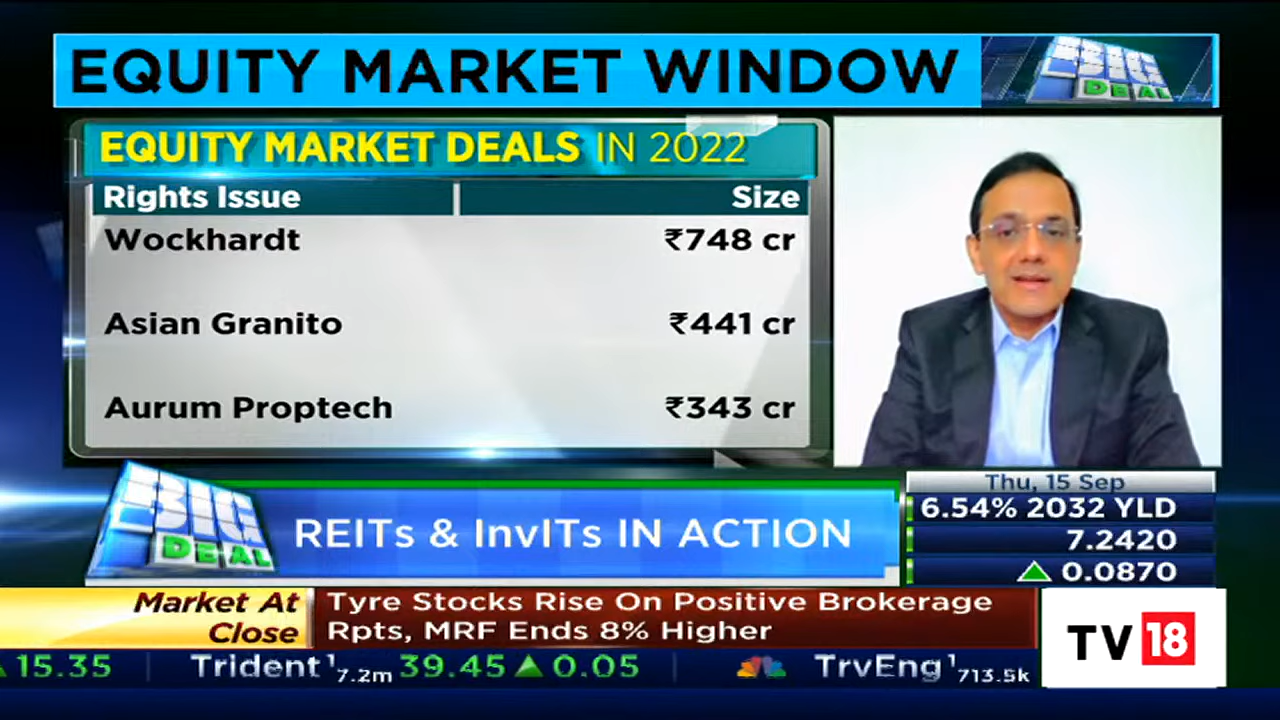 EQUITY MARKET WINDOW
BIG
DEAL
EQUITY MARKET DEALS IN 2022
Rights Issue Size
Wockhardt ₹748 cr
Asian Granito ₹441 cr
Aurum Proptech ₹343 cr
BIG
DEAL
REITs & InvITs IN ACTION
Thu, 15 Sep
6.54% 2032 YLD
7.2420
▲ 0.0870
Market At
Close
Tyre Stocks Rise On Positive Brokerage
Rpts, MRF Ends 8% Higher
TV18
▲ 15.35 Trident¹ 7.2m 39.45 ▲ 0.05 TrvEng¹ 713.5k